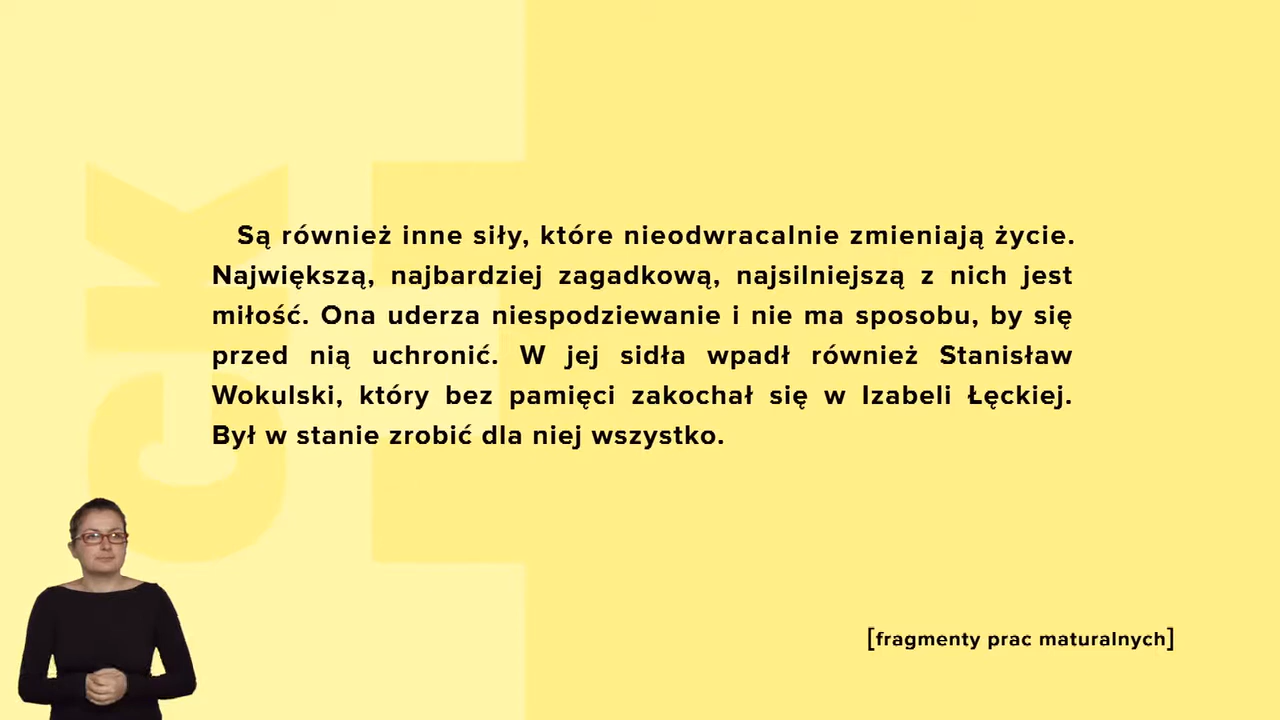 Są również inne siły, które nieodwracalnie zmieniają życie.
Największą, najbardziej zagadkową, najsilniejszą z nich jest
miłość. Ona uderza niespodziewanie i nie ma sposobu, by się
przed nią uchronić. W jej sidła wpadł również Stanisław
Wokulski, który bez pamięci zakochał się w Izabeli Łęckiej.
Był w stanie zrobić dla niej wszystko.
[fragmenty prac maturalnych]